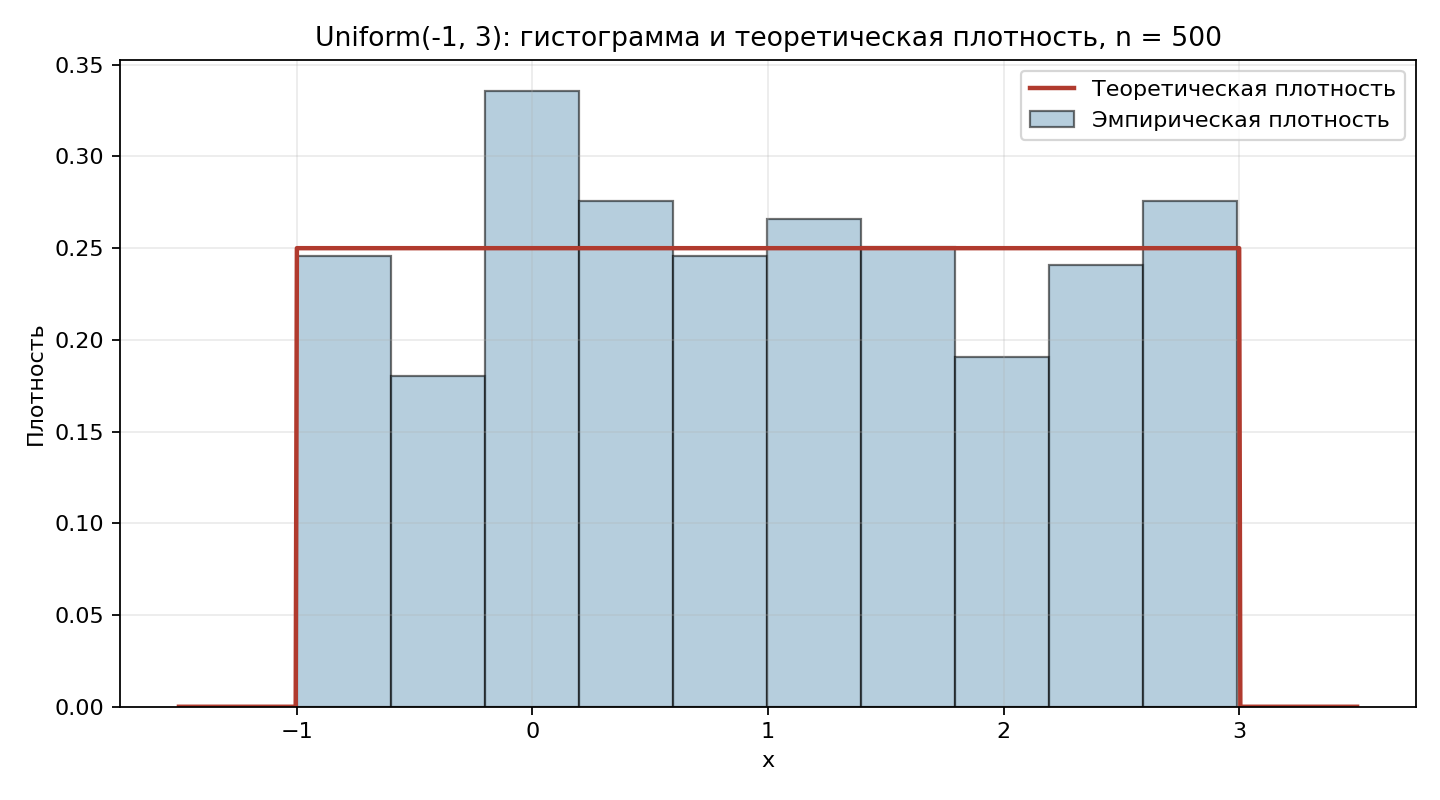 Uniform(-1, 3): гистограмма и теоретическая плотность, n = 500
Теоретическая плотность
Эмпирическая плотность
Плотность
0.35
0.30
0.25
0.20
0.15
0.10
0.05
0.00
−1 0 1 2 3
x